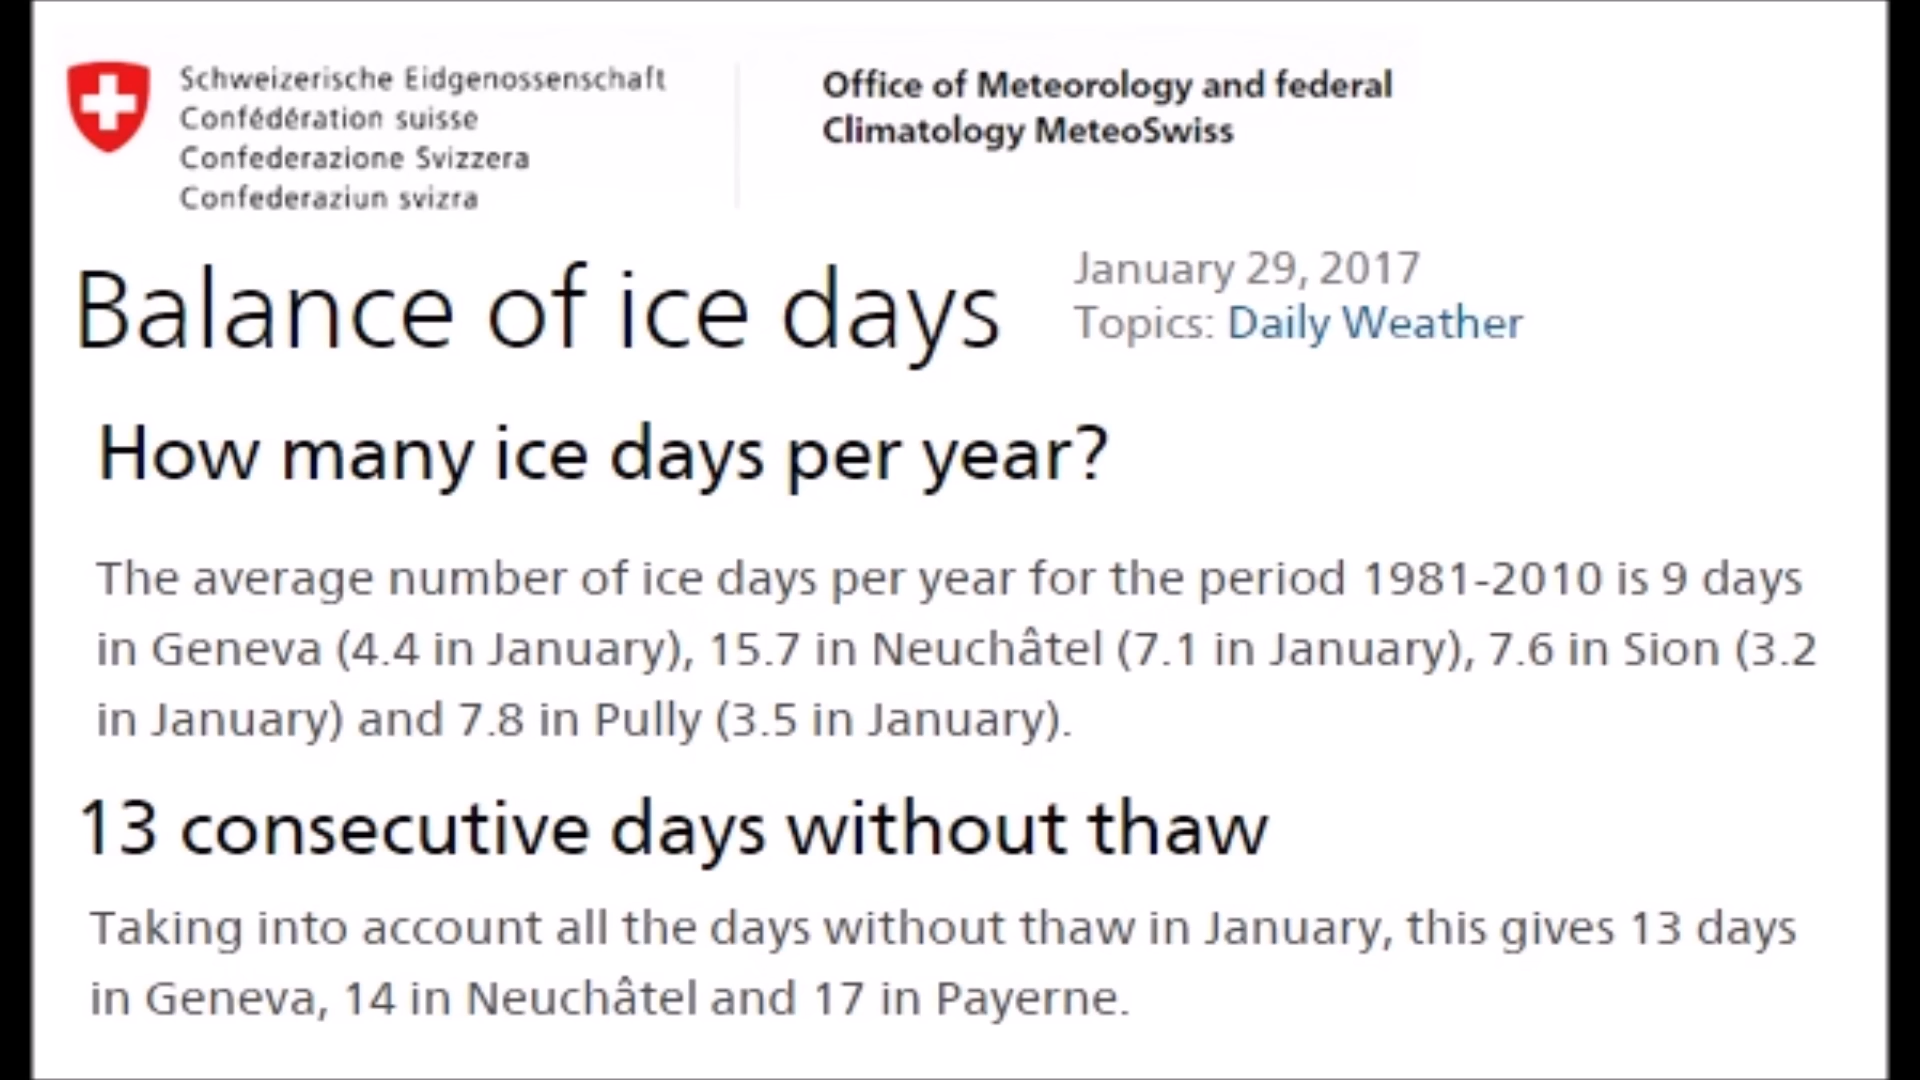 Schweizerische Eidgenossenschaft
Confédération suisse
Confederazione Svizzera
Confederaziun svizra
Office of Meteorology and federal
Climatology MeteoSwiss
Balance of ice days
January 29, 2017
Topics: Daily Weather
How many ice days per year?
The average number of ice days per year for the period 1981-2010 is 9 days
in Geneva (4.4 in January), 15.7 in Neuchâtel (7.1 in January), 7.6 in Sion (3.2
in January) and 7.8 in Pully (3.5 in January).
13 consecutive days without thaw
Taking into account all the days without thaw in January, this gives 13 days
in Geneva, 14 in Neuchâtel and 17 in Payerne.